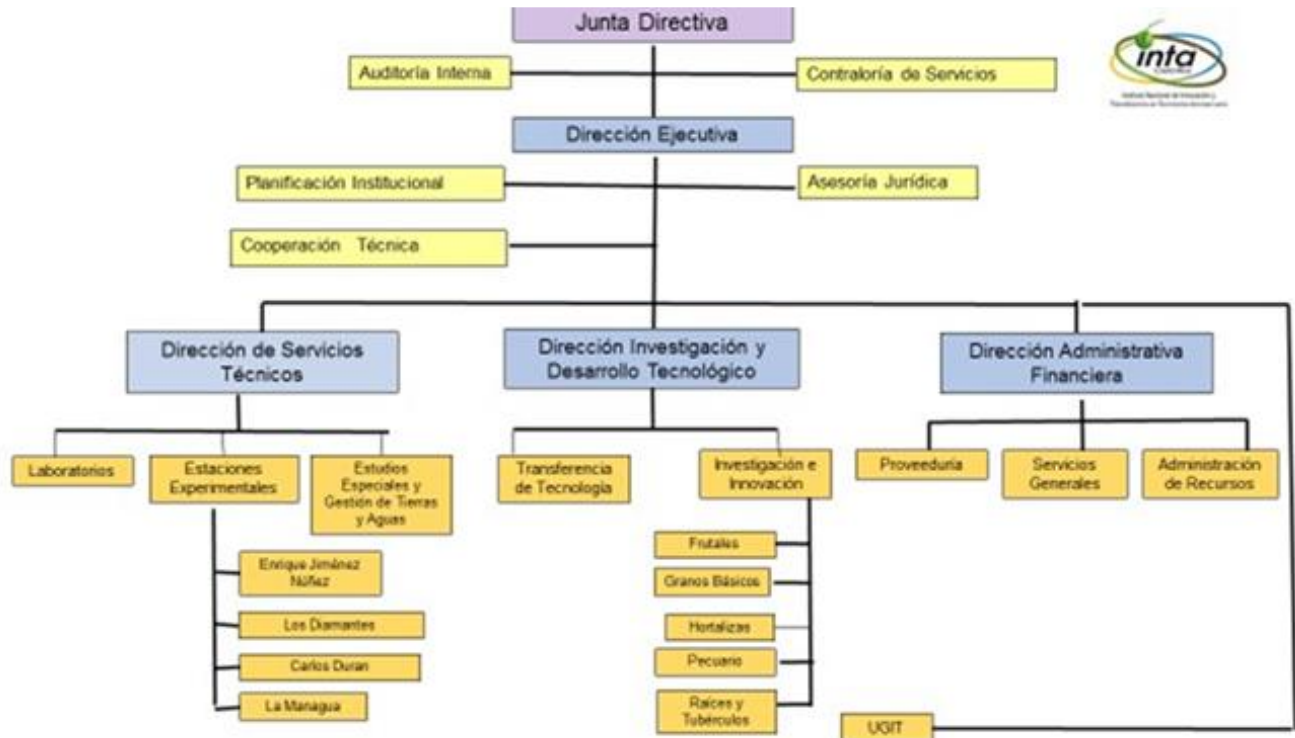 Junta Directiva
inta
Auditoría Interna
Contraloría de Servicios
Dirección Ejecutiva
Planificación Institucional
Asesoría Jurídica
Cooperación Técnica
Dirección de Servicios
Técnicos
Dirección Investigación y
Desarrollo Tecnológico
Dirección Administrativa
Financiera
Laboratorios
Estaciones
Experimentales
Estudios
Especiales y
Gestión de Tierras
y Aguas
Transferencia
de Tecnología
Investigación e
Innovación
Proveeduría
Servicios
Generales
Administración
de Recursos
Enrique Jiménez
Núñez
Los Diamantes
Carlos Duran
La Managua
Frutales
Granos Básicos
Hortalizas
Pecuario
Raíces y
Tubérculos
UGIT